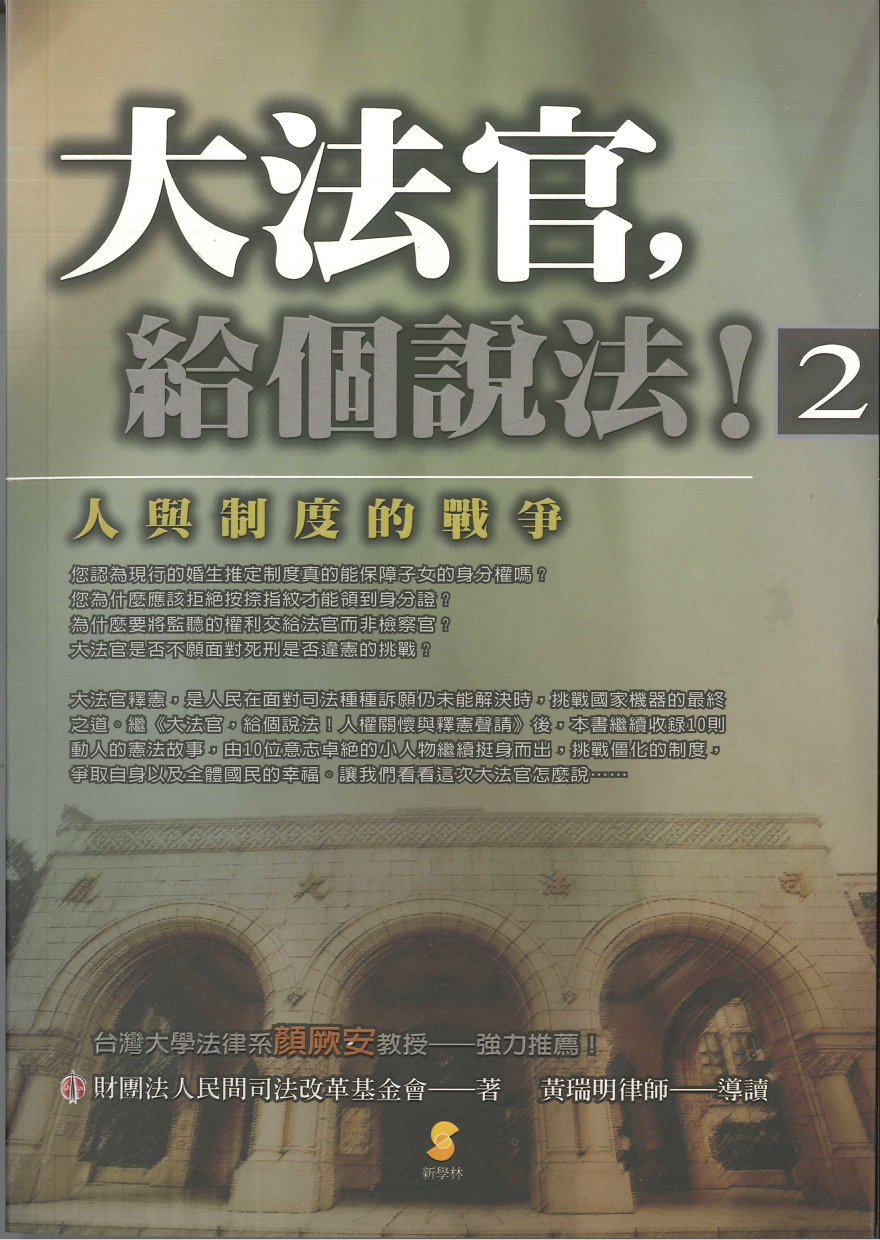 大法官，
給個說法！2
人與制度的戰爭
您認為現行的婚生推定制度真的能保障子女的身分權嗎？
您為什麼應該拒絕按捺指紋才能領到身分證？
為什麼要將監聽的權利交給法官而非檢察官？
大法官是否不願面對死刑是否違憲的挑戰？
大法官釋憲，是人民在面對司法種種訴願仍未能解決時，挑戰國家機器的最終
之道。繼《大法官，給個說法！人權關懷與釋憲聲請》後，本書繼續收錄10則
動人的憲法故事，由10位意志卓絕的小人物繼續挺身而出，挑戰僵化的制度，
爭取自身以及全體國民的幸福。讓我們看看這次大法官怎麼說……
台灣大學法律系顏厥安教授——強力推薦！
財團法人民間司法改革基金會——著　黃瑞明律師——導讀
新學林